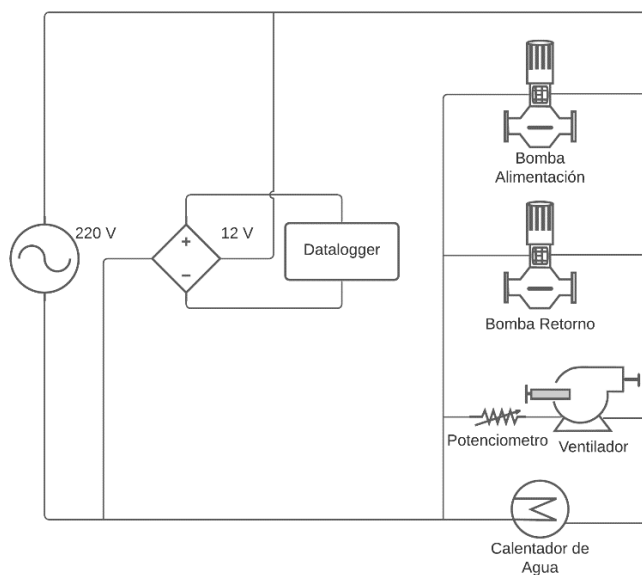 220 V
12 V
+
−
Datalogger
Bomba
Alimentación
Bomba Retorno
Potenciometro
Ventilador
Calentador de
Agua